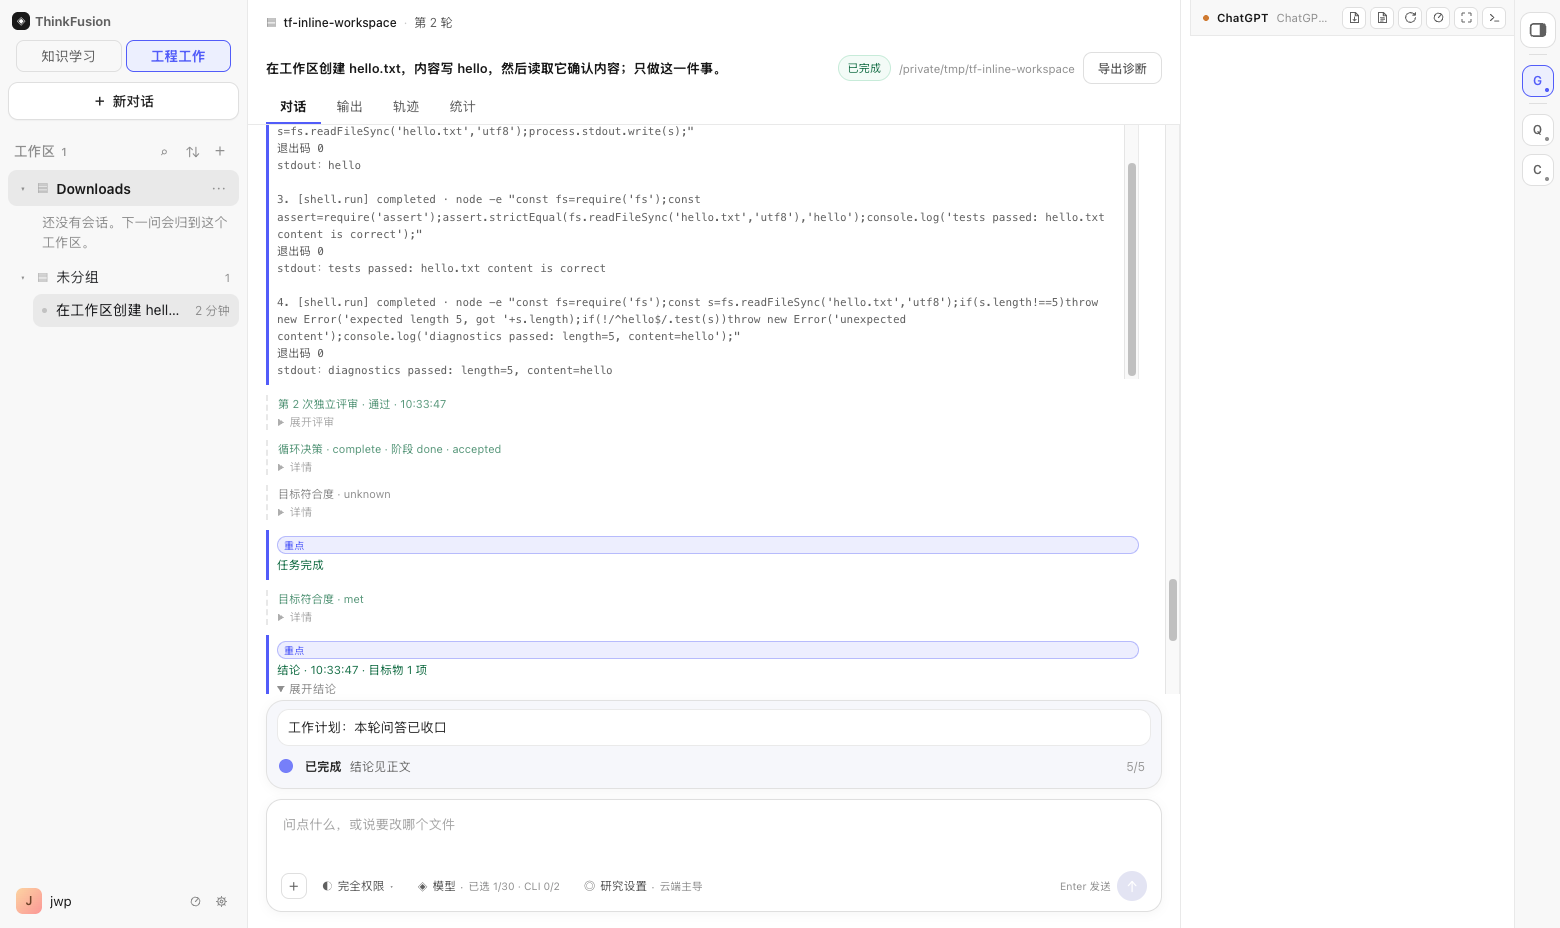 ThinkFusion
知识学习
工程工作
+ 新对话
工作区 1
Downloads ...
还没有会话。下一问会归到这个
工作区。
未分组 1
在工作区创建 hell... 2 分钟
J jwp
tf-inline-workspace · 第 2 轮
在工作区创建 hello.txt，内容写 hello，然后读取它确认内容；只做这一件事。
已完成 /private/tmp/tf-inline-workspace 导出诊断
对话 输出 轨迹 统计
s=fs.readFileSync('hello.txt','utf8');process.stdout.write(s);"
退出码 0
stdout: hello
3. [shell.run] completed · node -e "const fs=require('fs');const
assert=require('assert');assert.strictEqual(fs.readFileSync('hello.txt','utf8'),'hello');console.log('tests passed: hello.txt
content is correct');"
退出码 0
stdout: tests passed: hello.txt content is correct
4. [shell.run] completed · node -e "const fs=require('fs');const s=fs.readFileSync('hello.txt','utf8');if(s.length!==5)throw
new Error('expected length 5, got '+s.length);if(!/^hello$/.test(s))throw new Error('unexpected
content');console.log('diagnostics passed: length=5, content=hello');"
退出码 0
stdout: diagnostics passed: length=5, content=hello
第 2 次独立评审 · 通过 · 10:33:47
▶ 展开评审
循环决策 · complete · 阶段 done · accepted
▶ 详情
目标符合度 · unknown
▶ 详情
重点
任务完成
目标符合度 · met
▶ 详情
重点
结论 · 10:33:47 · 目标物 1 项
▼ 展开结论
工作计划：本轮问答已收口
已完成 结论见正文 5/5
问点什么，或说要改哪个文件
+ 完全权限 · 模型 · 已选 1/30 · CLI 0/2 研究设置 · 云端主导 Enter 发送
ChatGPT ChatGP...
G
Q
C